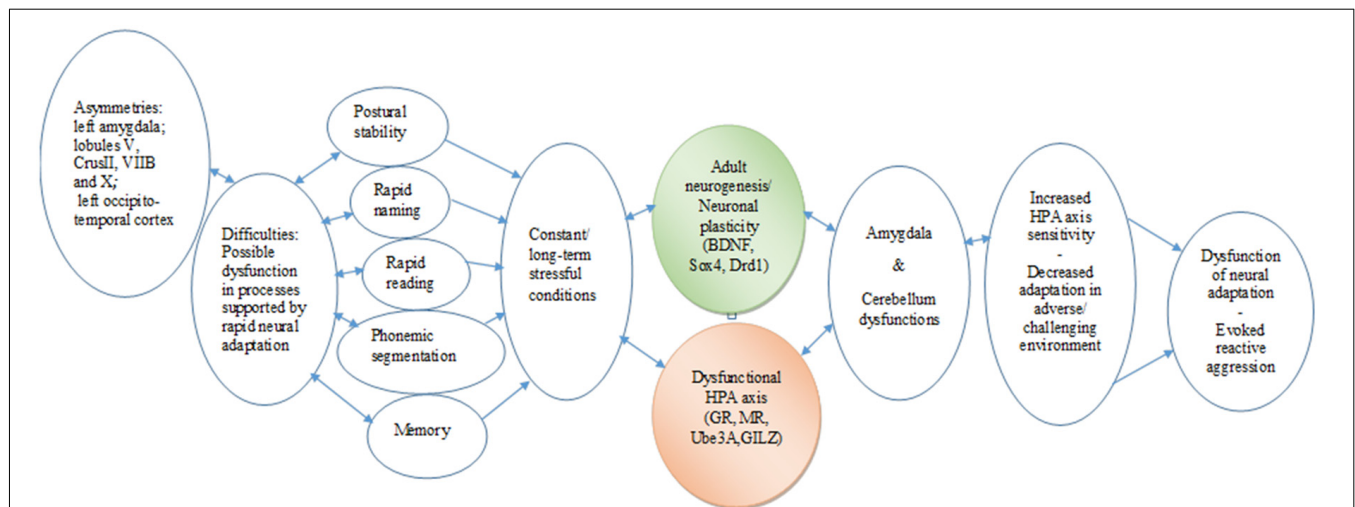 Asymmetries:
left amygdala;
lobules V,
CrusII, VIIB
and X;
left occipito-
temporal cortex
Difficulties:
Possible
dysfunction
in processes
supported by
rapid neural
adaptation
Postural
stability
Rapid
naming
Rapid
reading
Phonemic
segmentation
Memory
Constant/
long-term
stressful
conditions
Adult
neurogenesis/
Neuronal
plasticity
(BDNF,
Sox4, Drd1)
Dysfunctional
HPA axis
(GR, MR,
Ube3A,GILZ)
Amygdala
&
Cerebellum
dysfunctions
Increased
HPA axis
sensitivity
-
Decreased
adaptation in
adverse/
challenging
environment
Dysfunction
of neural
adaptation
-
Evoked
reactive
aggression